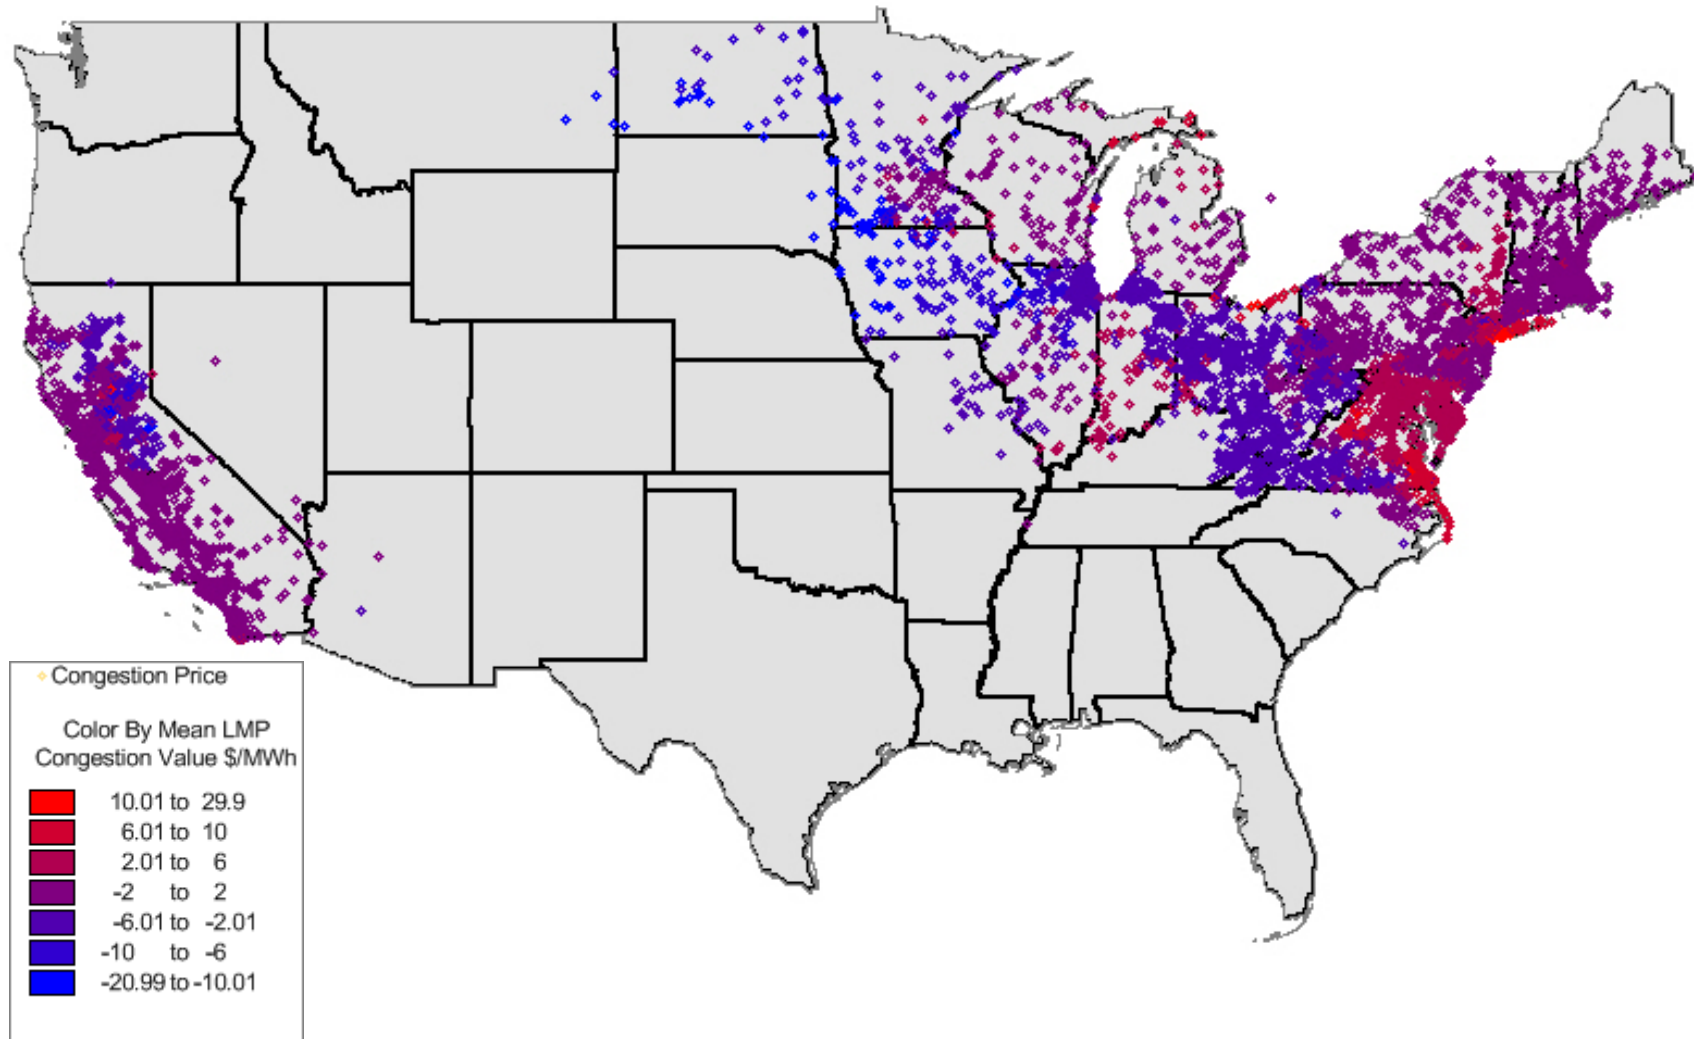 Congestion Price
Color By Mean LMP
Congestion Value $/MWh
10.01 to 29.9
6.01 to 10
2.01 to 6
-2 to 2
-6.01 to -2.01
-10 to -6
-20.99 to -10.01